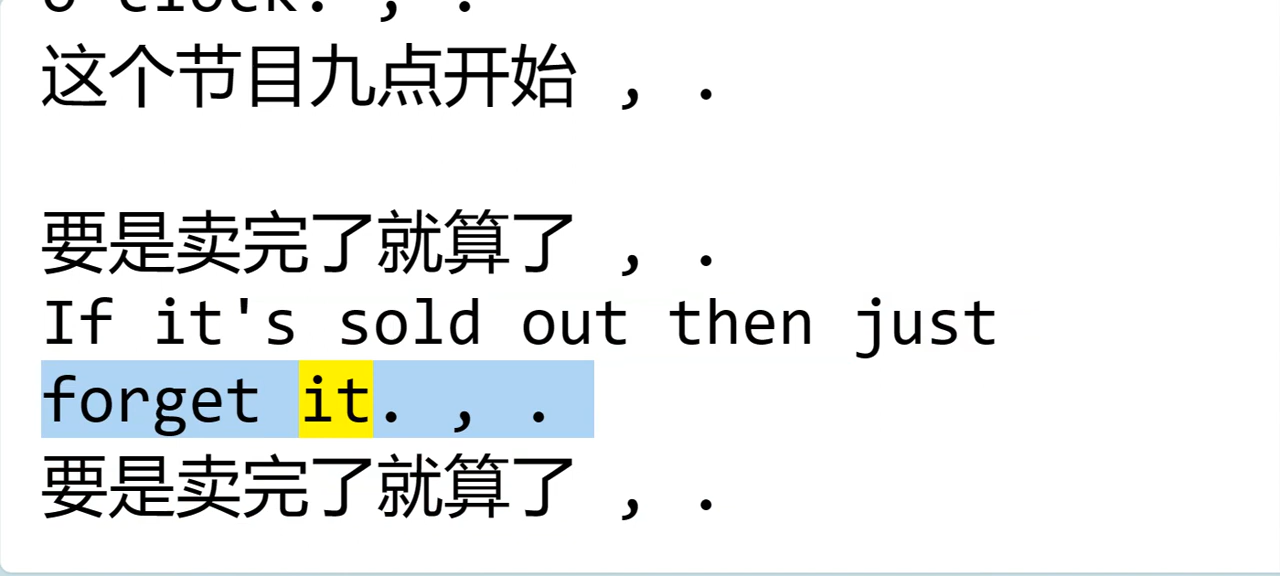 o'clock. , .
这个节目九点开始 , .
要是卖完了就算了 , .
If it's sold out then just
forget it. , .
要是卖完了就算了 , .